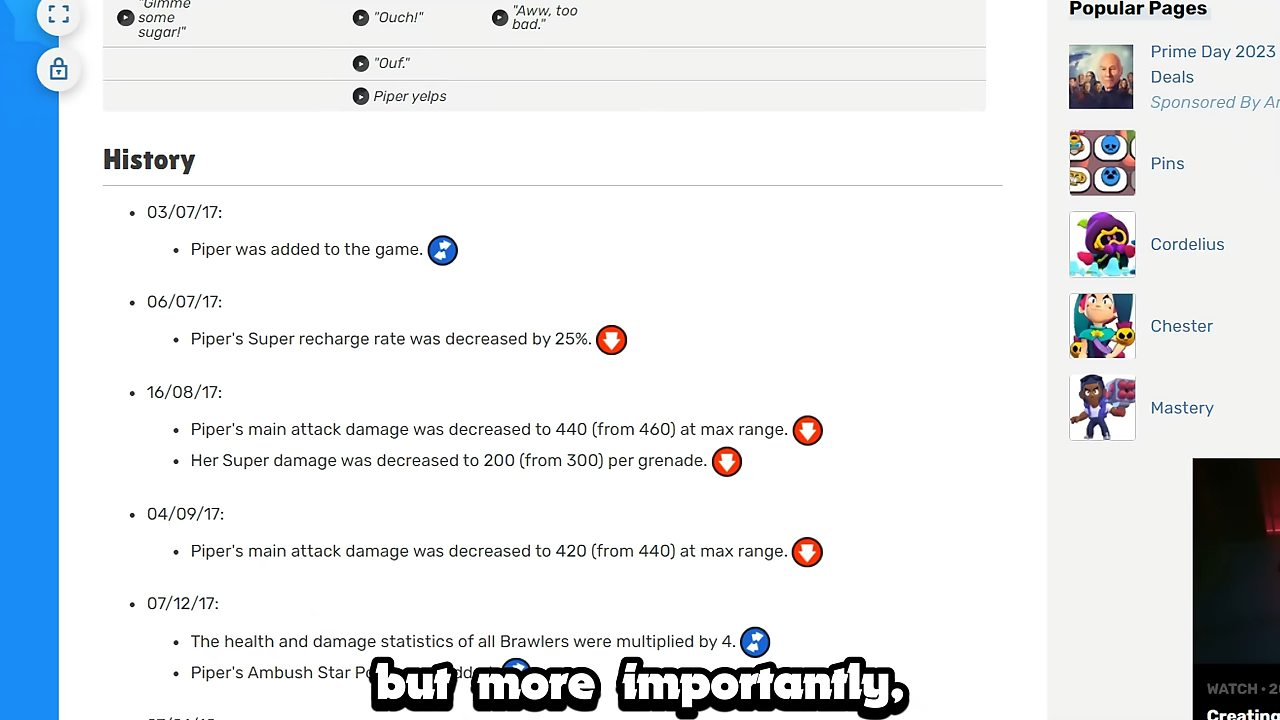 "Gimme
some
sugar!"
"Ouch!"
"Aww, too
bad."
"Ouf."
Piper yelps
History
03/07/17:
Piper was added to the game.
06/07/17:
Piper's Super recharge rate was decreased by 25%.
16/08/17:
Piper's main attack damage was decreased to 440 (from 460) at max range.
Her Super damage was decreased to 200 (from 300) per grenade.
04/09/17:
Piper's main attack damage was decreased to 420 (from 440) at max range.
07/12/17:
The health and damage statistics of all Brawlers were multiplied by 4.
Piper's Ambush Star
but more importantly,
Popular Pages
Prime Day 2023
Deals
Sponsored By
Pins
Cordelius
Chester
Mastery
WATCH
Creating